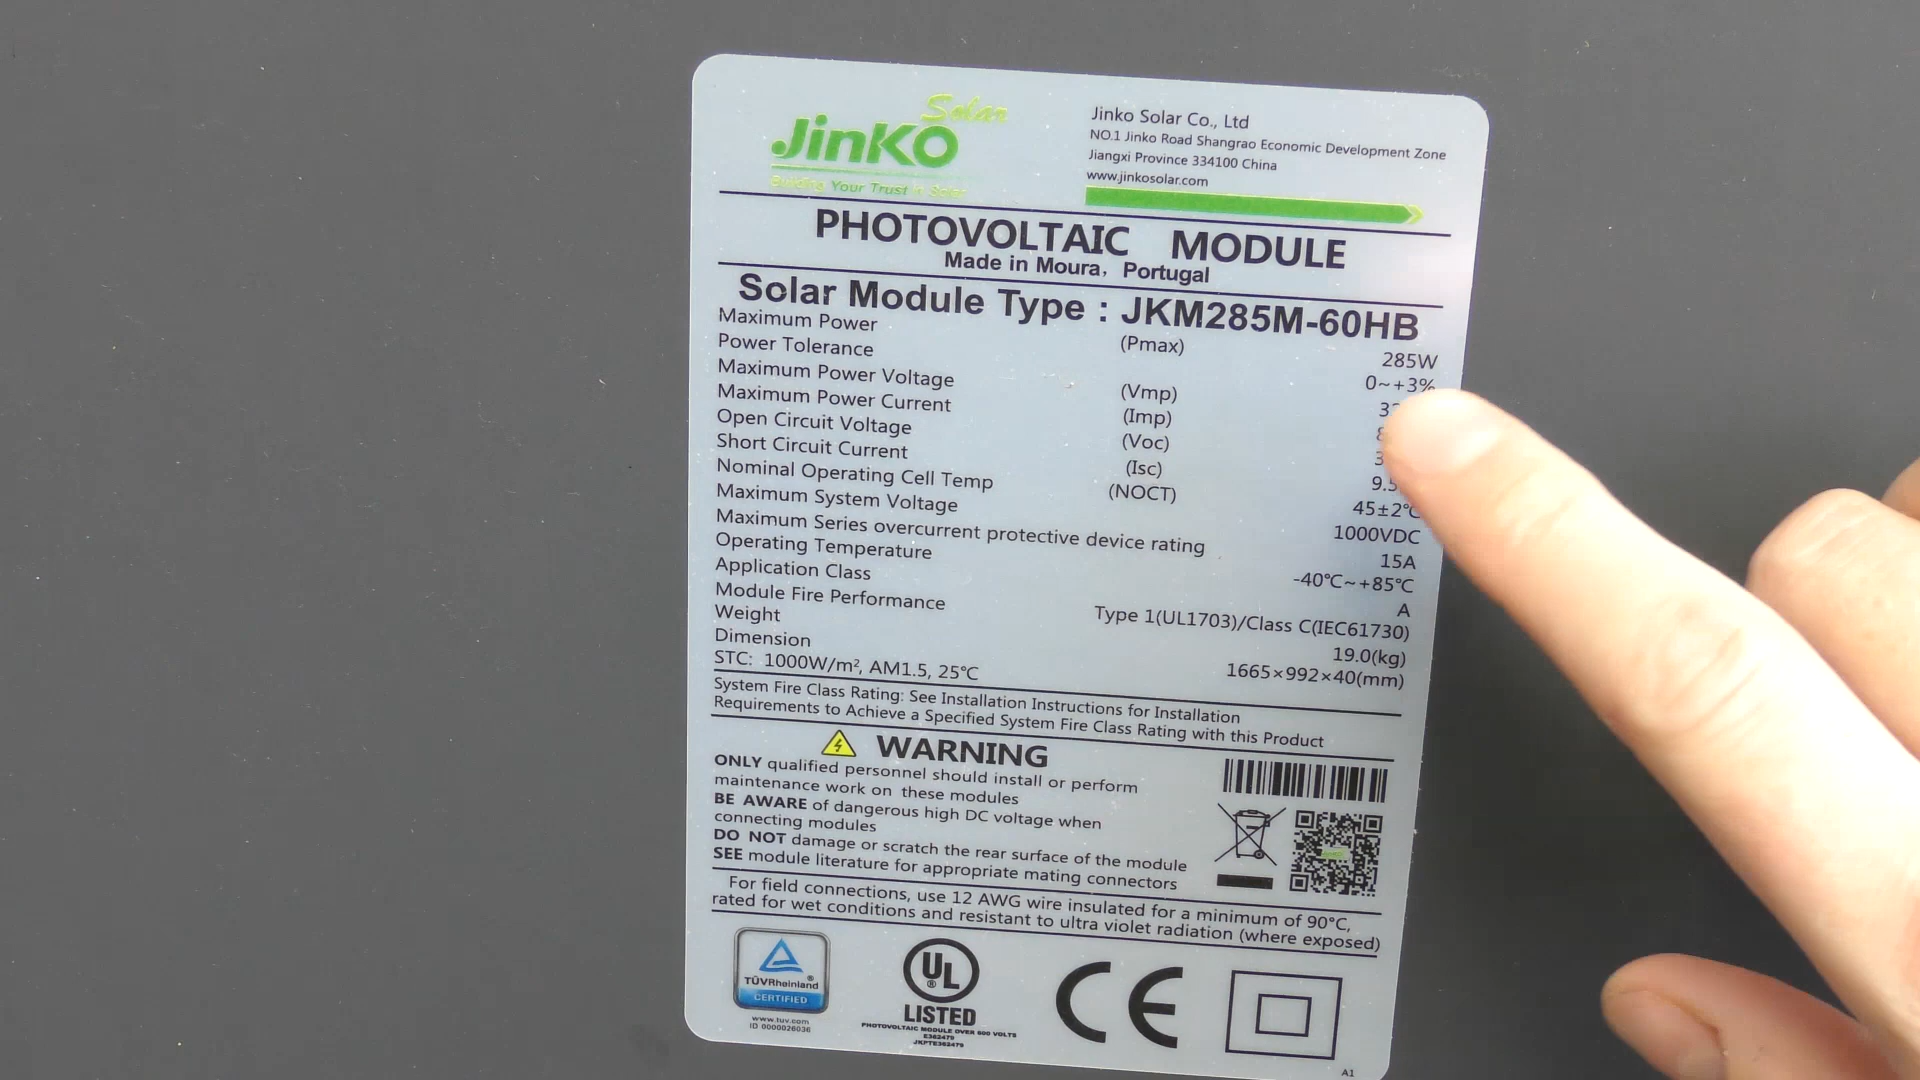 Solar
JinKO
Building Your Trust in Solar
Jinko Solar Co., Ltd
NO.1 Jinko Road Shangrao Economic Development Zone
Jiangxi Province 334100 China
www.jinkosolar.com
PHOTOVOLTAIC MODULE
Made in Moura, Portugal
Solar Module Type : JKM285M-60HB
Maximum Power (Pmax) 285W
Power Tolerance 0~+3%
Maximum Power Voltage (Vmp)
Maximum Power Current (Imp)
Open Circuit Voltage (Voc)
Short Circuit Current (Isc)
Nominal Operating Cell Temp (NOCT) 45±2℃
Maximum System Voltage 1000VDC
Maximum Series overcurrent protective device rating 15A
Operating Temperature -40℃~+85℃
Application Class A
Module Fire Performance Type 1(UL1703)/Class C(IEC61730)
Weight 19.0(kg)
Dimension 1665×992×40(mm)
STC: 1000W/m², AM1.5, 25℃
System Fire Class Rating: See Installation Instructions for Installation
Requirements to Achieve a Specified System Fire Class Rating with this Product
WARNING
ONLY qualified personnel should install or perform
maintenance work on these modules
BE AWARE of dangerous high DC voltage when
connecting modules
DO NOT damage or scratch the rear surface of the module
SEE module literature for appropriate mating connectors
For field connections, use 12 AWG wire insulated for a minimum of 90°C,
rated for wet conditions and resistant to ultra violet radiation (where exposed)
TÜVRheinland ®
CERTIFIED
www.tuv.com
ID 0000026036
UL ®
LISTED
PHOTOVOLTAIC MODULE OVER 600 VOLTS
E362479
JKPTE362479
CE
A1